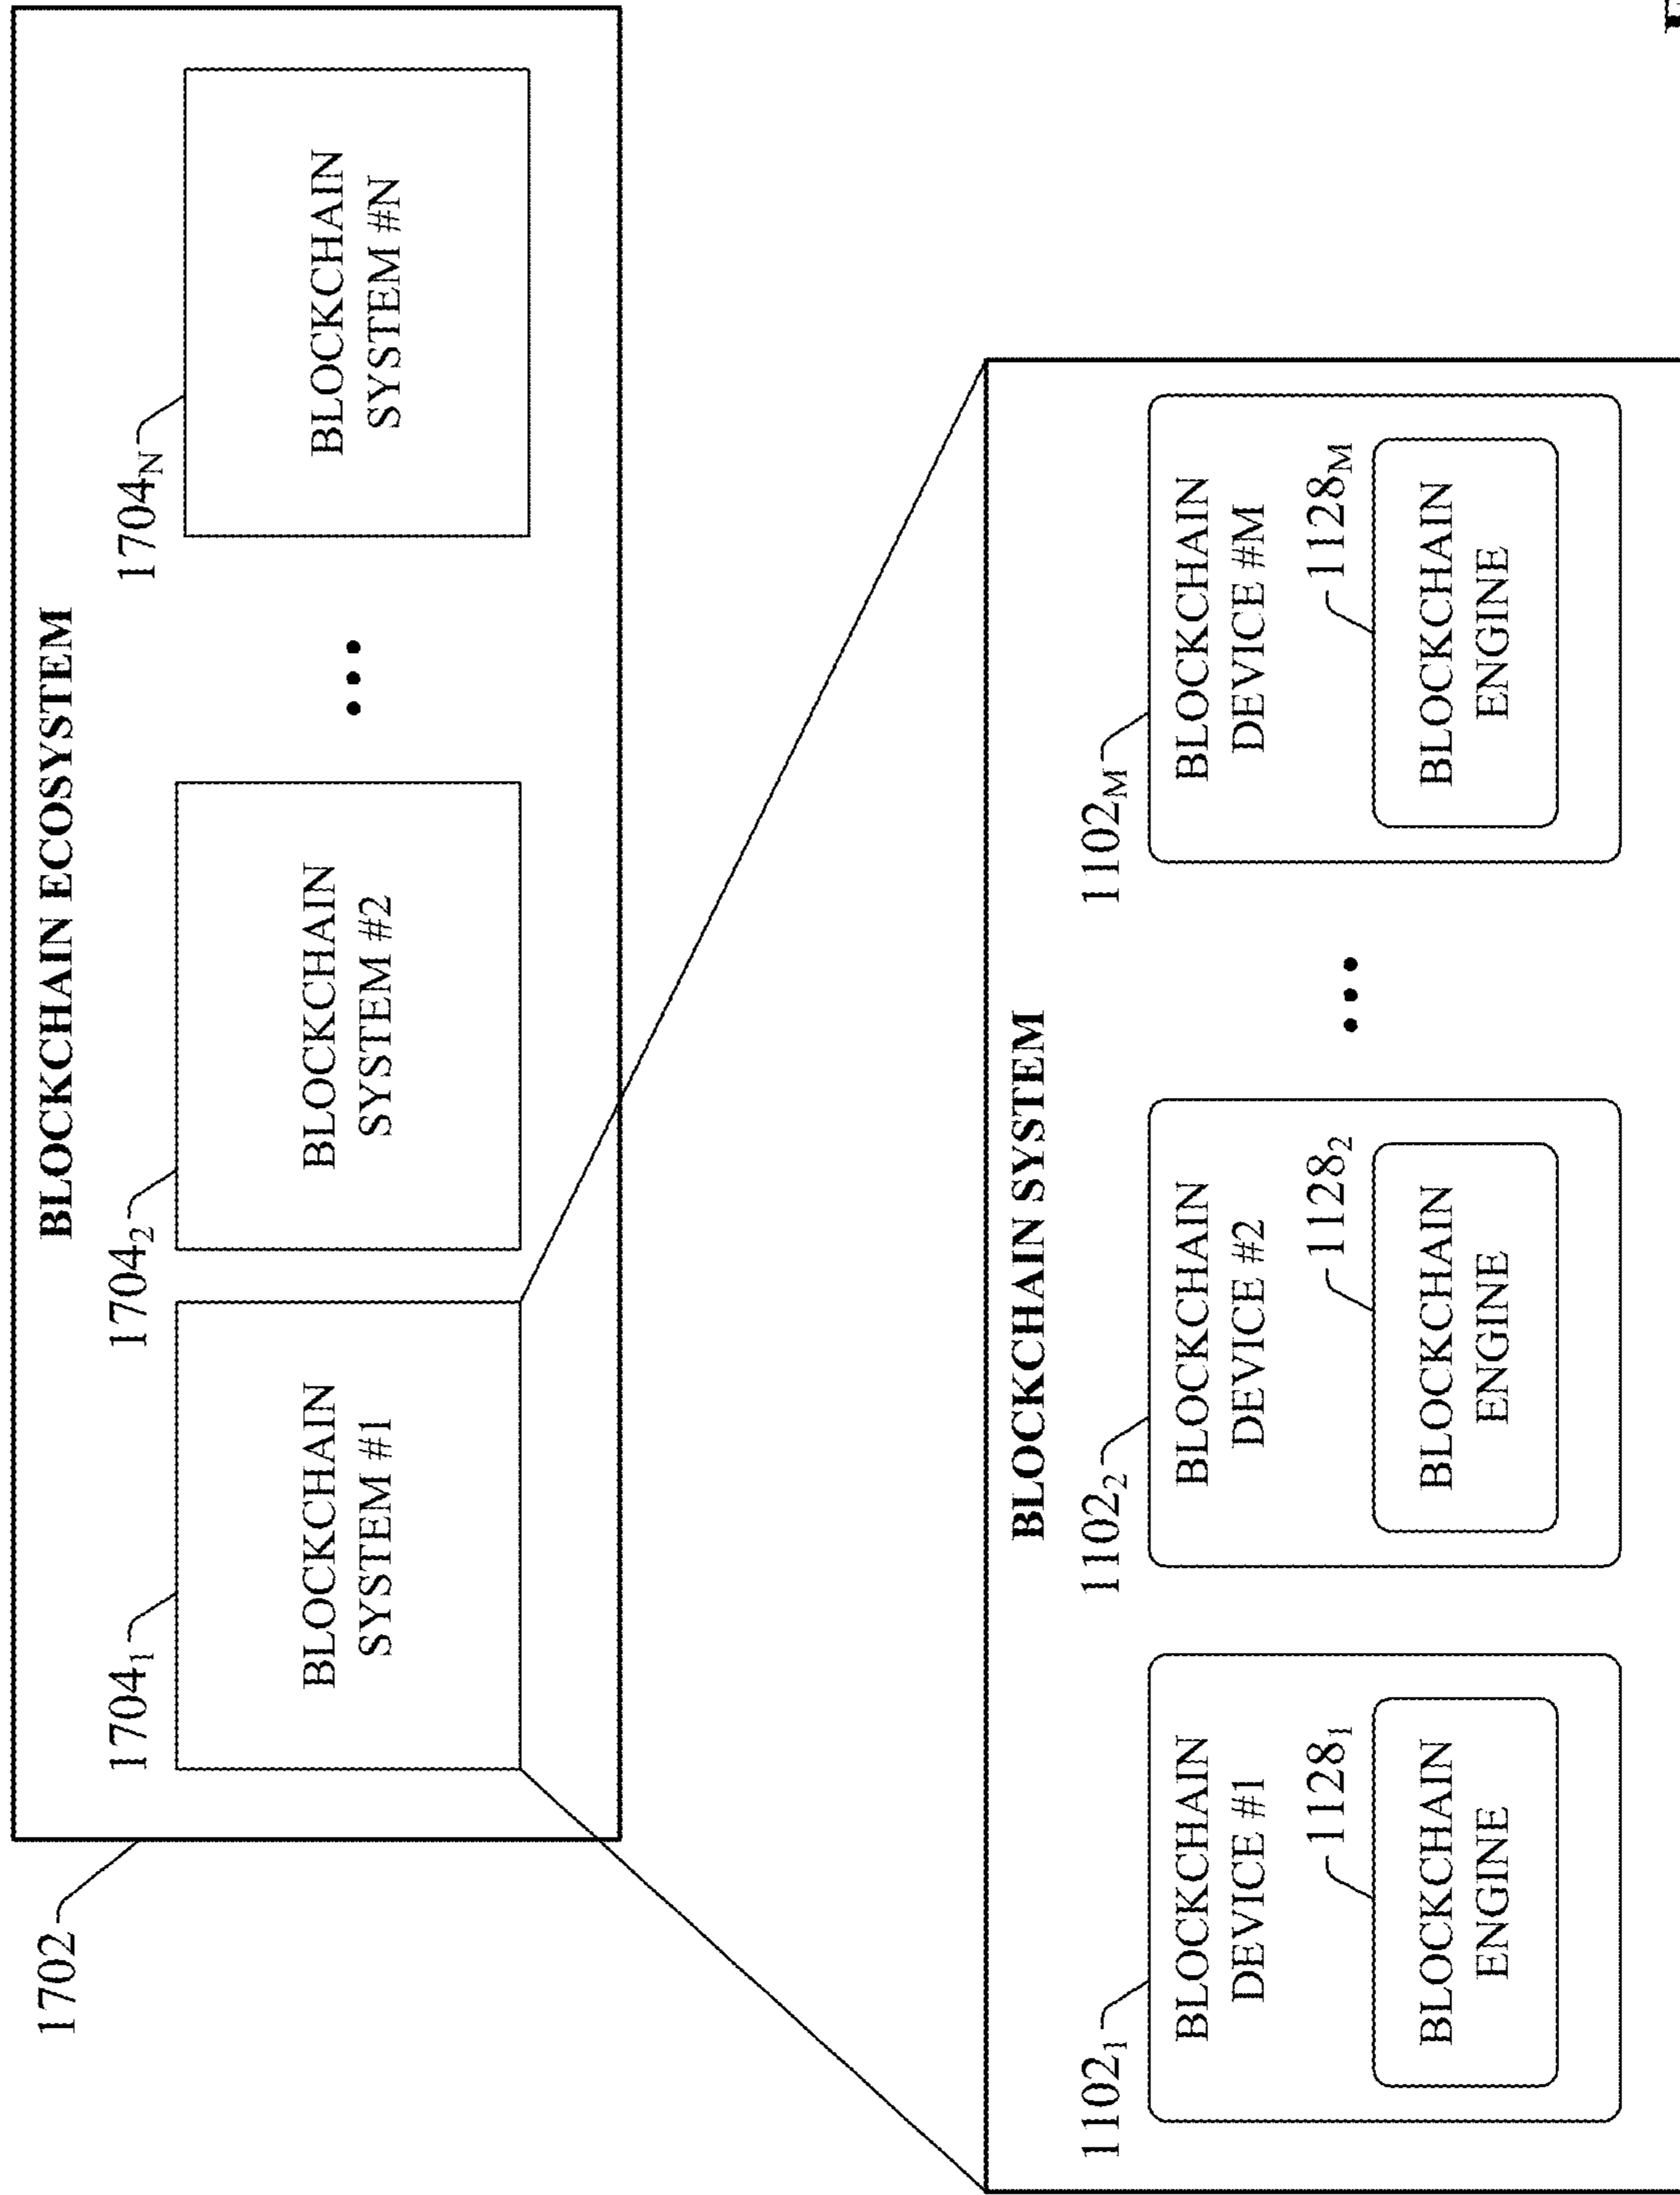 1702
BLOCKCHAIN ECOSYSTEM
1704₁
BLOCKCHAIN
SYSTEM #1
1704₂
BLOCKCHAIN
SYSTEM #2
•••
1704N
BLOCKCHAIN
SYSTEM #N
BLOCKCHAIN SYSTEM
1102₁
BLOCKCHAIN
DEVICE #1
1128₁
BLOCKCHAIN
ENGINE
1102₂
BLOCKCHAIN
DEVICE #2
1128₂
BLOCKCHAIN
ENGINE
•••
1102M
BLOCKCHAIN
DEVICE #M
1128M
BLOCKCHAIN
ENGINE